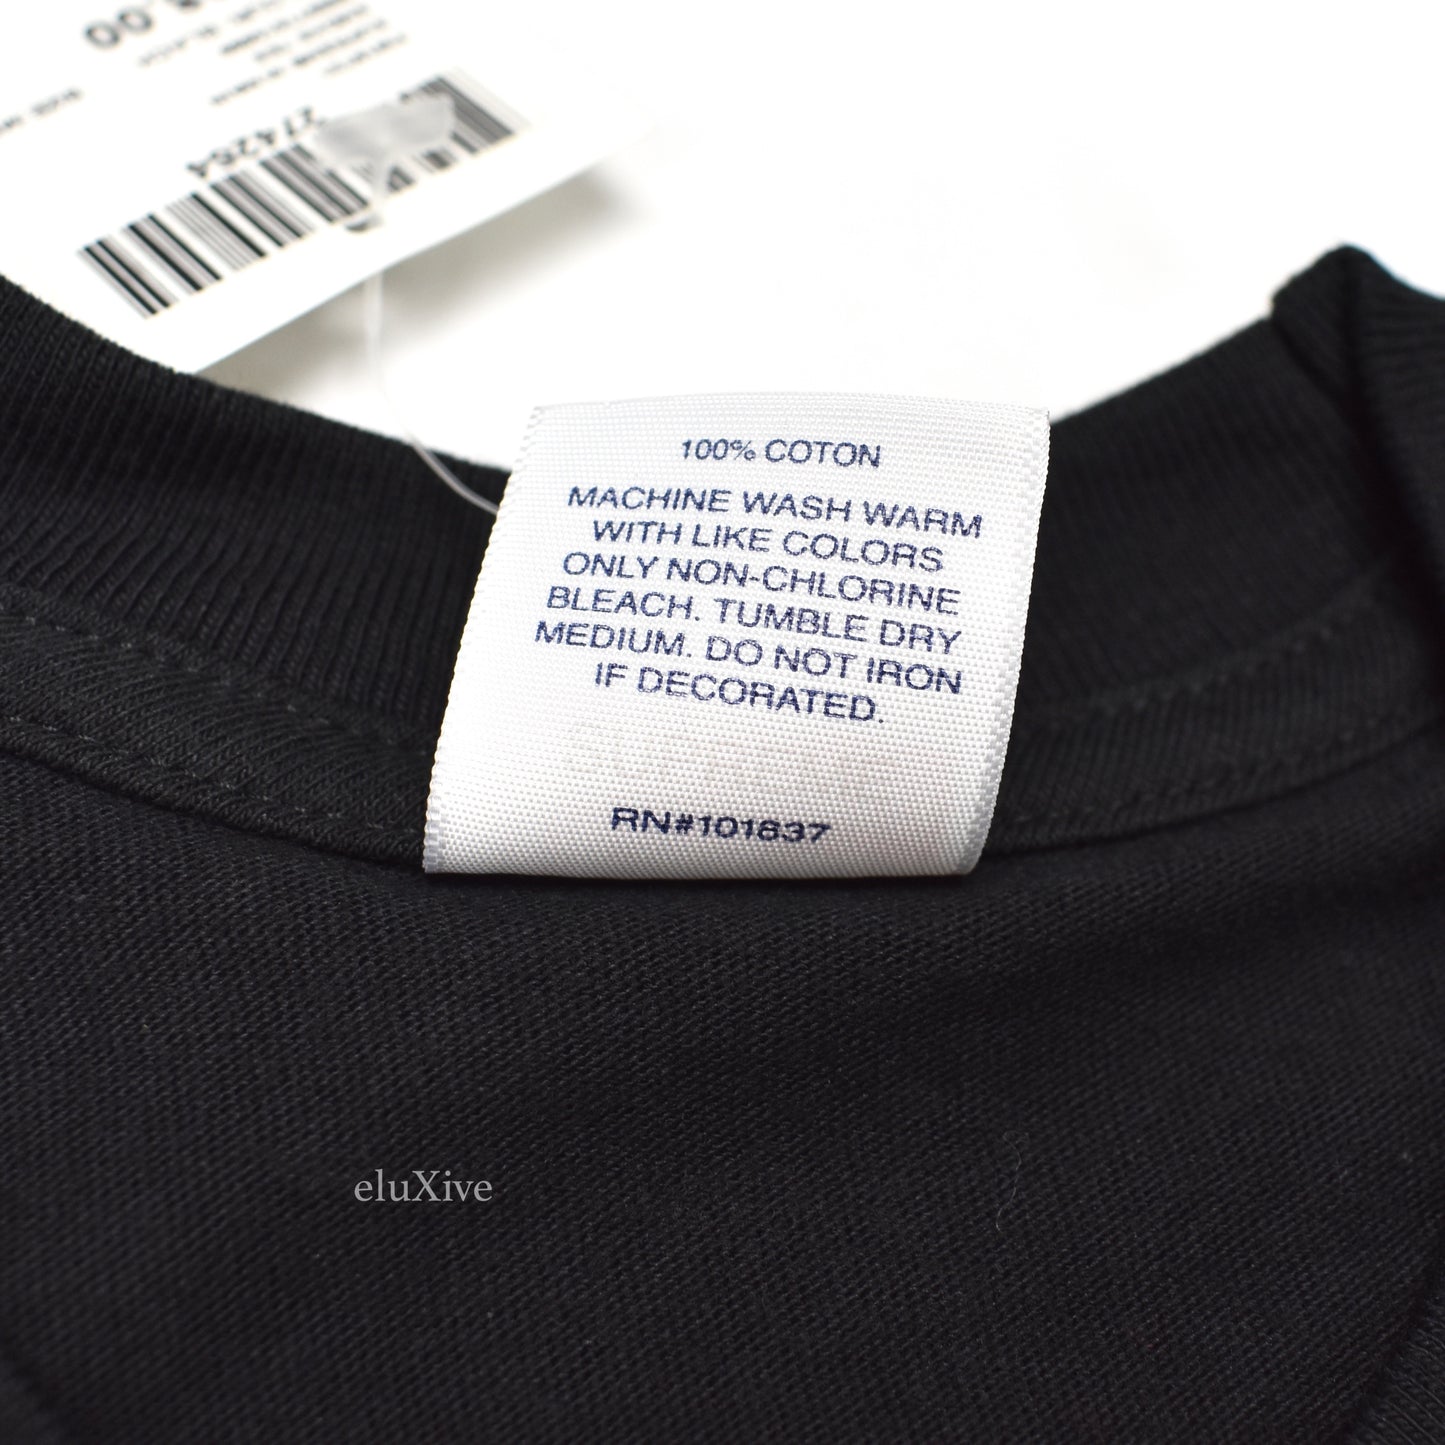 274254
100% COTON
MACHINE WASH WARM
WITH LIKE COLORS
ONLY NON-CHLORINE
BLEACH. TUMBLE DRY
MEDIUM. DO NOT IRON
IF DECORATED.
RN#101837
eluXive